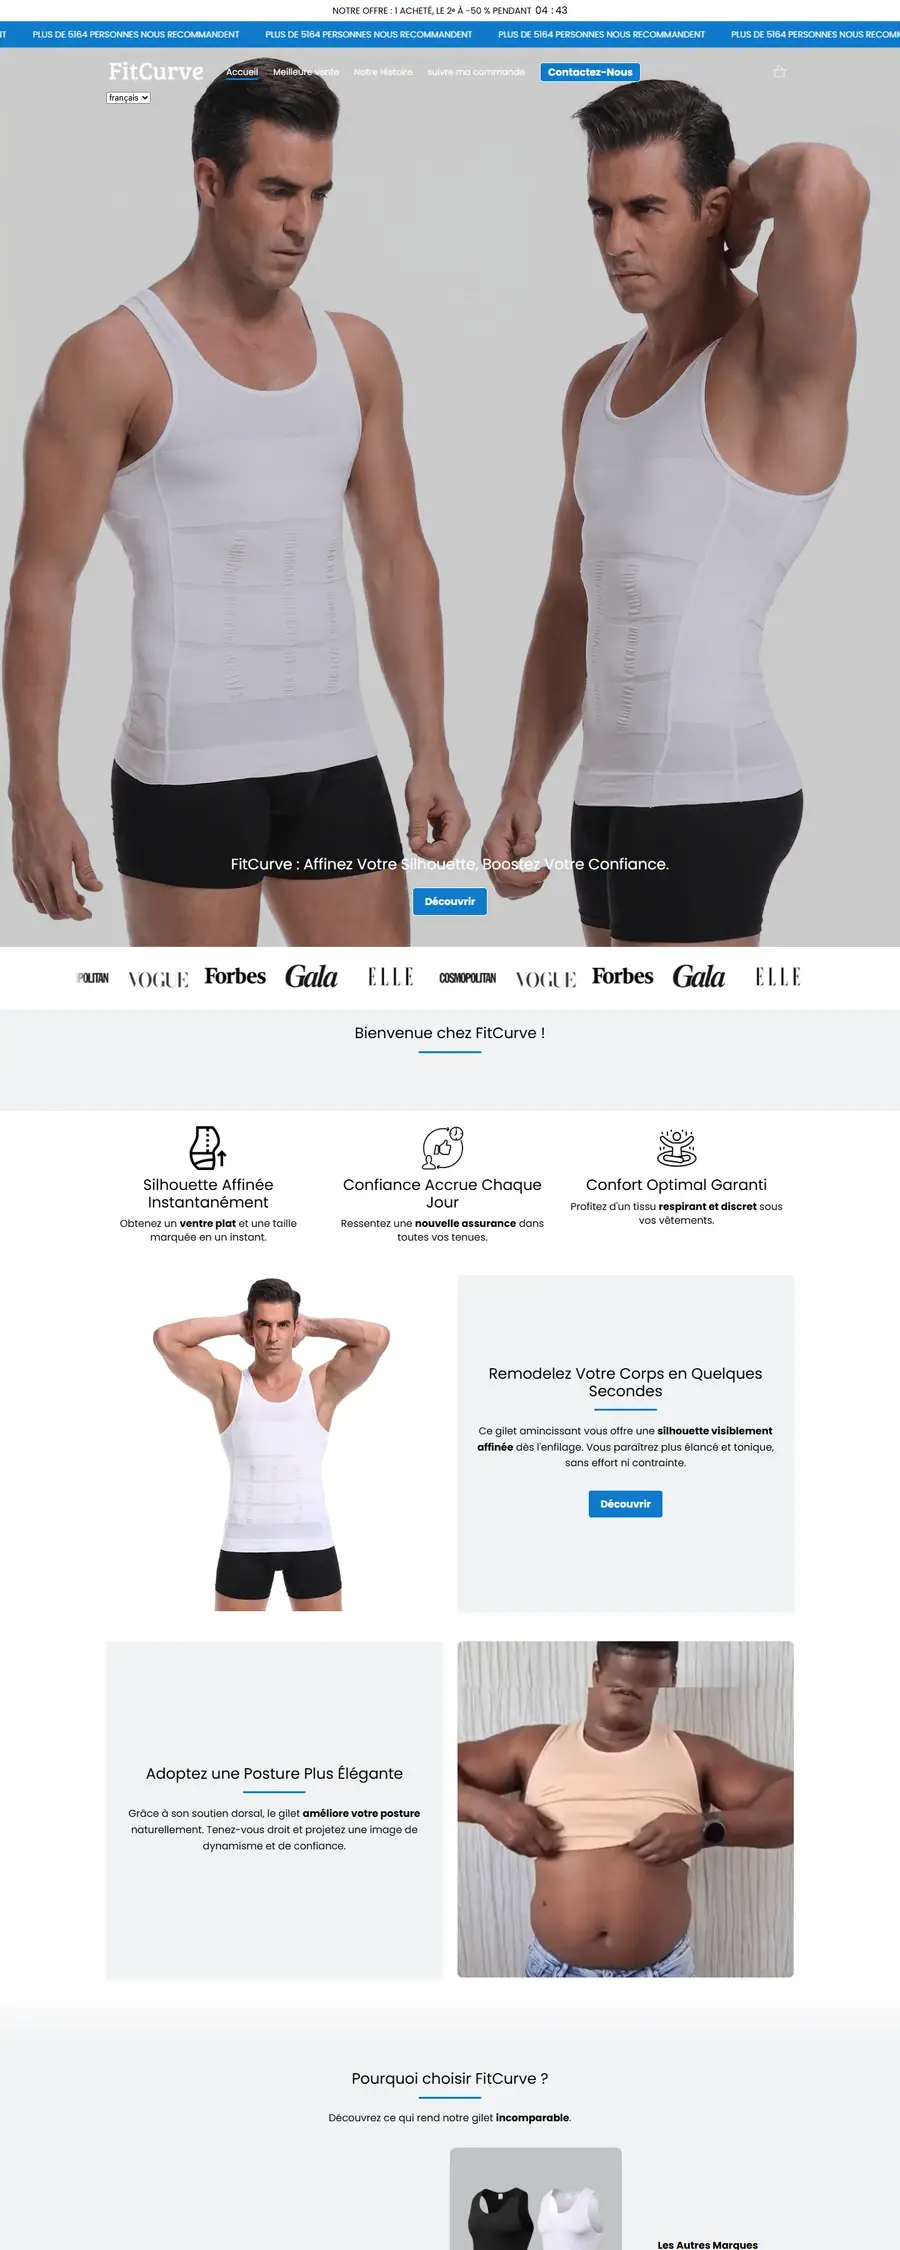 NOTRE OFFRE : 1 ACHETÉ, LE 2ᵉ À -50 % PENDANT 04 : 43
PLUS DE 5164 PERSONNES NOUS RECOMMANDENT PLUS DE 5164 PERSONNES NOUS RECOMMANDENT PLUS DE 5164 PERSONNES NOUS RECOMMANDENT PLUS DE 5164 PERSONNES NOUS RECOMM
FitCurve Accueil Meilleure vente Notre Histoire suivre ma commande Contactez-Nous
français
FitCurve : Affinez Votre Silhouette, Boostez Votre Confiance.
Découvrir
POLITAN VOGUE Forbes Gala ELLE COSMOPOLITAN VOGUE Forbes Gala ELLE
Bienvenue chez FitCurve !
Silhouette Affinée
Instantanément
Obtenez un ventre plat et une taille
marquée en un instant.
Confiance Accrue Chaque
Jour
Ressentez une nouvelle assurance dans
toutes vos tenues.
Confort Optimal Garanti
Profitez d'un tissu respirant et discret sous
vos vêtements.
Remodelez Votre Corps en Quelques
Secondes
Ce gilet amincissant vous offre une silhouette visiblement
affinée dès l'enfilage. Vous paraîtrez plus élancé et tonique,
sans effort ni contrainte.
Découvrir
Adoptez une Posture Plus Élégante
Grâce à son soutien dorsal, le gilet améliore votre posture
naturellement. Tenez-vous droit et projetez une image de
dynamisme et de confiance.
Pourquoi choisir FitCurve ?
Découvrez ce qui rend notre gilet incomparable.
Les Autres Marques